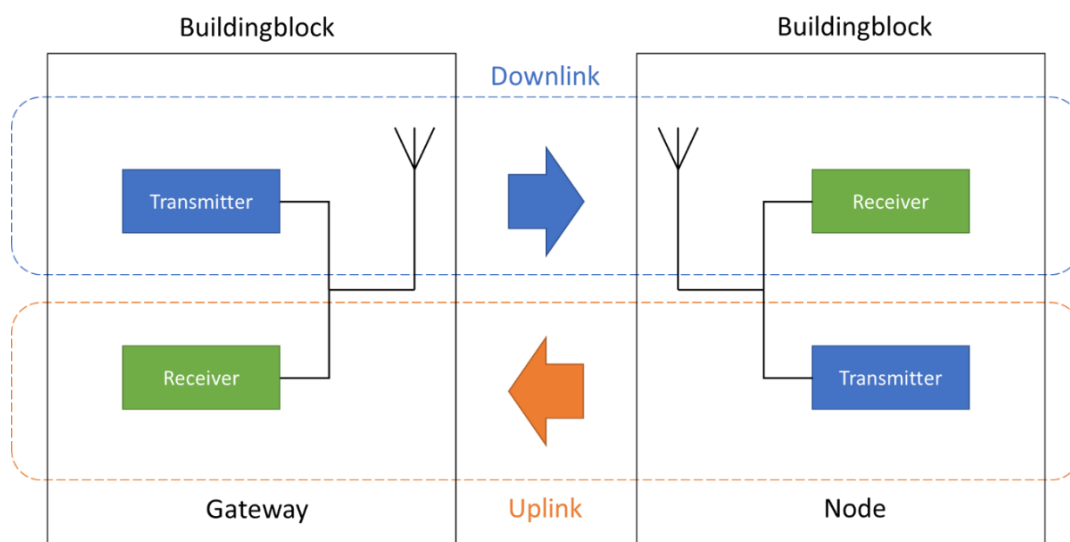 Buildingblock
Buildingblock
Downlink
Transmitter
Receiver
Receiver
Transmitter
Gateway
Uplink
Node